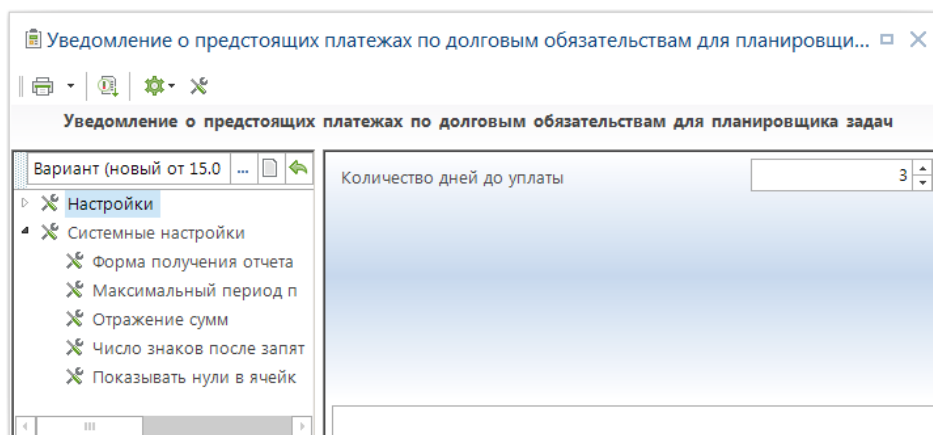 Уведомление о предстоящих платежах по долговым обязательствам для планировщи...
Уведомление о предстоящих платежах по долговым обязательствам для планировщика задач
Вариант (новый от 15.0 ...
Количество дней до уплаты 3
Настройки
Системные настройки
Форма получения отчета
Максимальный период п
Отражение сумм
Число знаков после запят
Показывать нули в ячейк